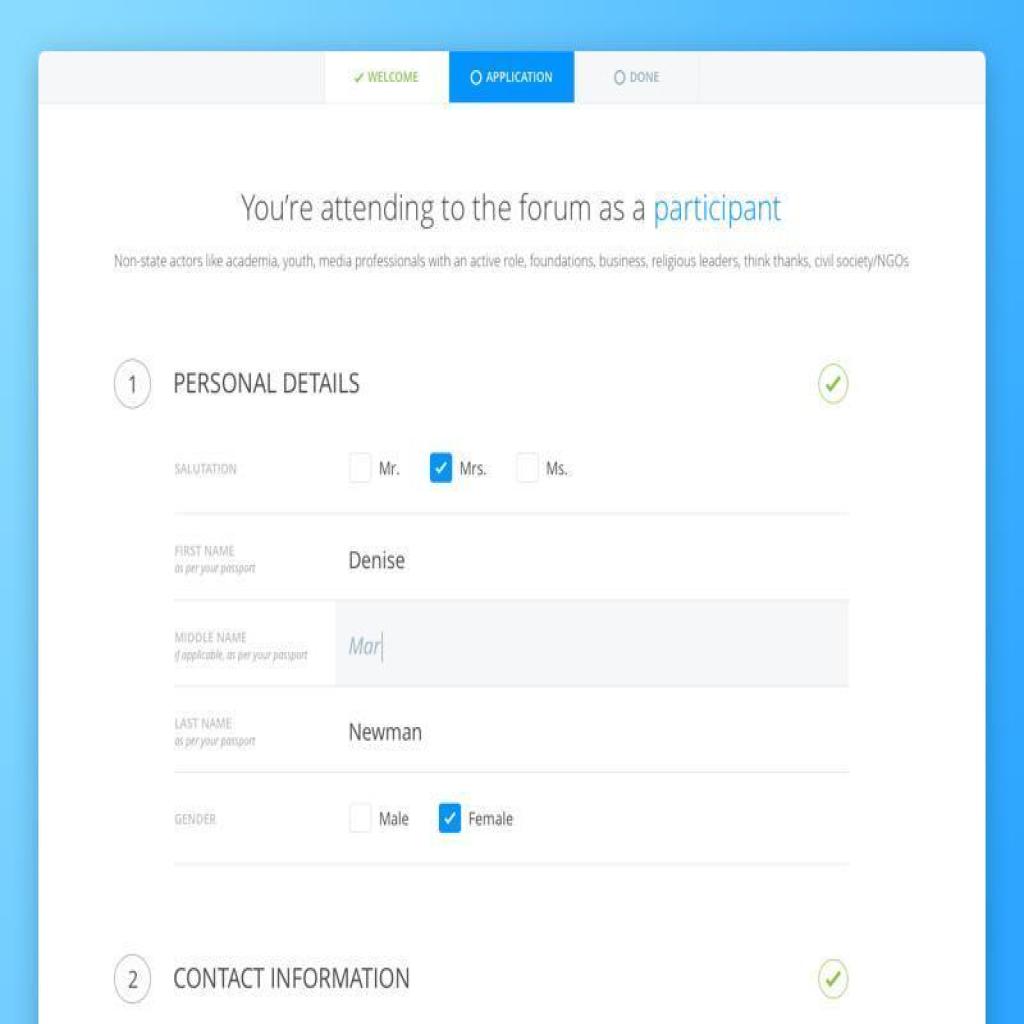 WELCOME APPLICATION DONE
You're attending to the forum as a participant
Non-state actors like academia, youth, media professionals with an active role, foundations, business, religious leaders, think thanks, civil society/NGOs
1 PERSONAL DETAILS
SALUTATION Mr. Mrs. Ms.
FIRST NAME
as per your passport
Denise
MIDDLE NAME
if applicable, as per your passport
Mar
LAST NAME
as per your passport
Newman
GENDER Male Female
2 CONTACT INFORMATION